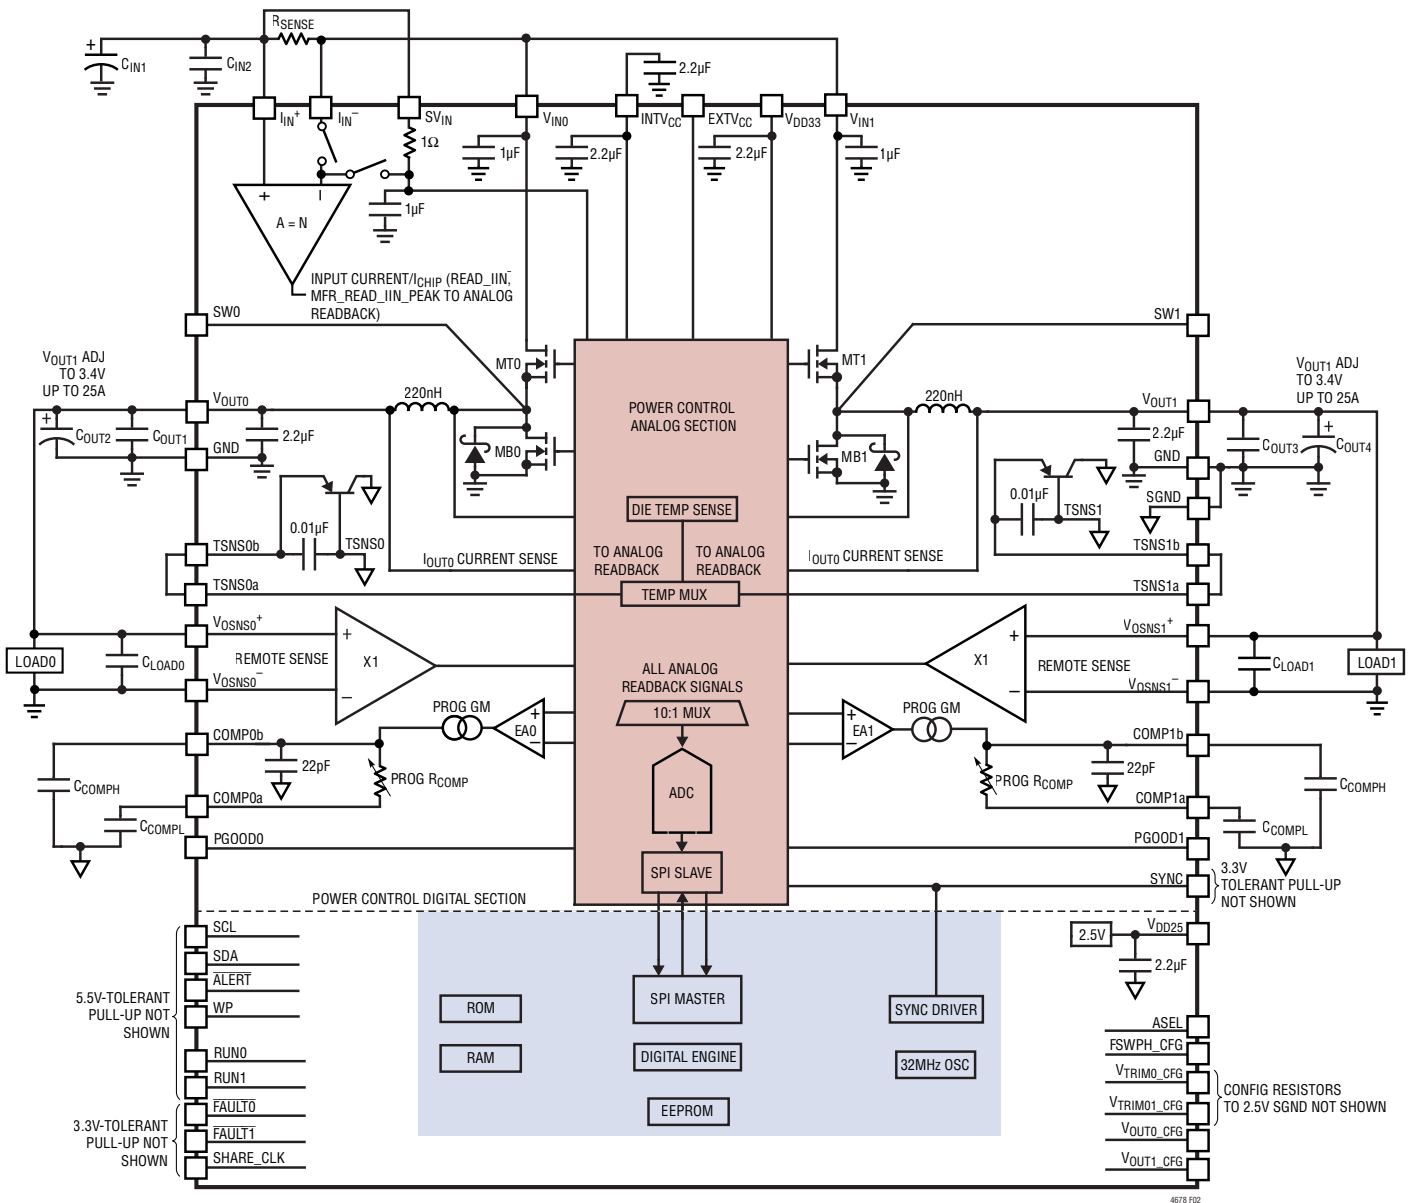 RSENSE
+
CIN1
CIN2
2.2µF
IIN+
IIN–
SVIN
VIN0
INTVCC
EXTVCC
VDD33
VIN1
1Ω
1µF
2.2µF
2.2µF
1µF
1µF
+
–
A = N
INPUT CURRENT/ICHIP (READ_IIN,
MFR_READ_IIN_PEAK TO ANALOG
READBACK)
SW0
SW1
VOUT1 ADJ
TO 3.4V
UP TO 25A
MT0
MT1
VOUT1 ADJ
TO 3.4V
UP TO 25A
220nH
220nH
VOUT0
VOUT1
POWER CONTROL
ANALOG SECTION
+
COUT2
COUT1
2.2µF
2.2µF
COUT3
+
COUT4
GND
MB0
MB1
GND
SGND
DIE TEMP SENSE
0.01µF
TSNS0
0.01µF
TSNS1
TSNS0b
TSNS1b
IOUT0 CURRENT SENSE
TO ANALOG
READBACK
TO ANALOG
READBACK
IOUT0 CURRENT SENSE
TSNS0a
TEMP MUX
TSNS1a
VOSNS0+
VOSNS1+
LOAD0
CLOAD0
REMOTE SENSE
+
–
X1
ALL ANALOG
READBACK SIGNALS
X1
+
–
REMOTE SENSE
CLOAD1
LOAD1
VOSNS0–
VOSNS1–
PROG GM
+
–
EA0
10:1 MUX
+
–
EA1
PROG GM
COMP0b
COMP1b
CCOMPH
22pF
PROG RCOMP
ADC
PROG RCOMP
22pF
CCOMPH
COMP0a
COMP1a
CCOMPL
CCOMPL
PGOOD0
PGOOD1
SPI SLAVE
SYNC
3.3V
TOLERANT PULL-UP
NOT SHOWN
POWER CONTROL DIGITAL SECTION
SCL
2.5V
VDD25
SDA
2.2µF
ALERT
5.5V-TOLERANT
PULL-UP NOT
SHOWN
WP
ROM
SPI MASTER
SYNC DRIVER
ASEL
RUN0
RAM
DIGITAL ENGINE
32MHz OSC
FSWPH_CFG
RUN1
VTRIM0_CFG
CONFIG RESISTORS
TO 2.5V SGND NOT SHOWN
FAULT0
EEPROM
VTRIM01_CFG
3.3V-TOLERANT
PULL-UP NOT
SHOWN
FAULT1
VOUT0_CFG
SHARE_CLK
VOUT1_CFG
4678 F02